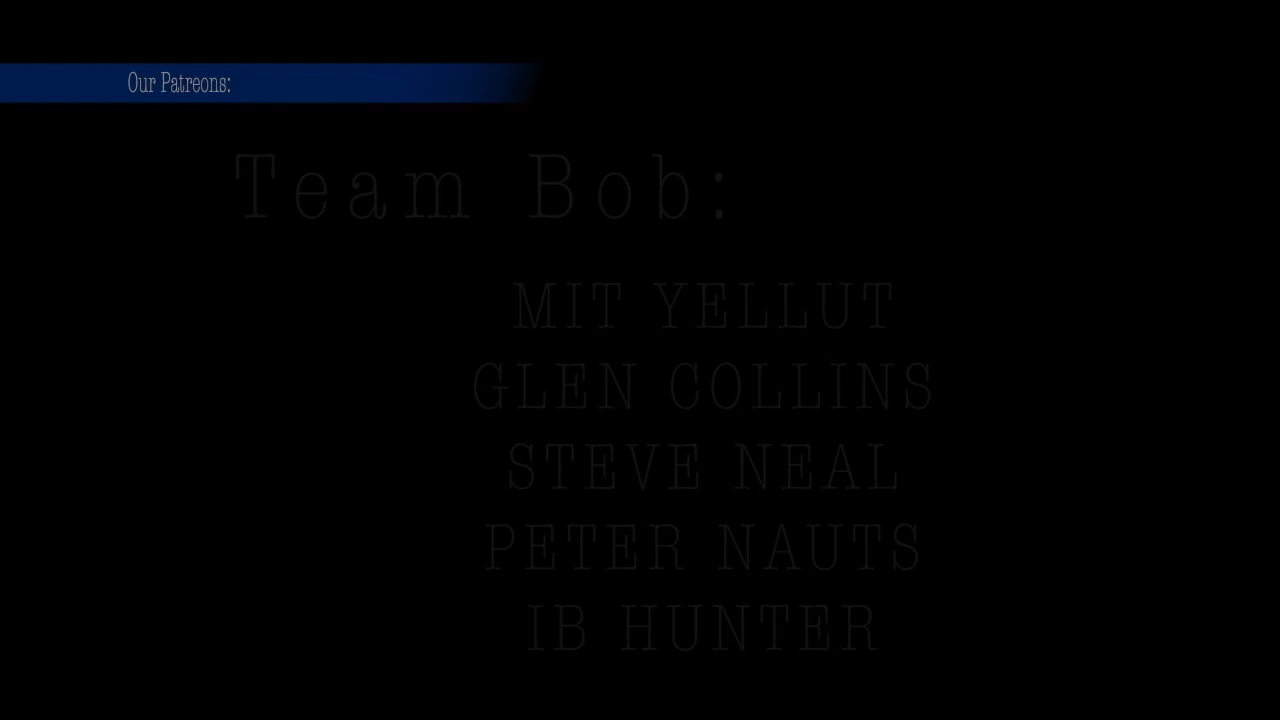 Our Patreons:
Team Bob:
MIT YELLUT
GLEN COLLINS
STEVE NEAL
PETER NAUTS
IB HUNTER